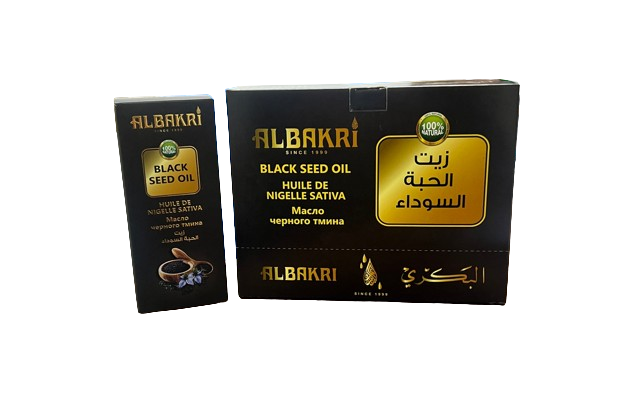 ALBAKRI
SINCE 1999
100%
NATURAL
BLACK
SEED OIL
HUILE DE
NIGELLE SATIVA
Масло
черного тмина
زيت
الحبة السوداء
ALBAKRI
SINCE 1999
BLACK SEED OIL
HUILE DE
NIGELLE SATIVA
Масло
черного тмина
100%
NATURAL
زيت
الحبة
السوداء
ALBAKRI
SINCE 1999
البكري